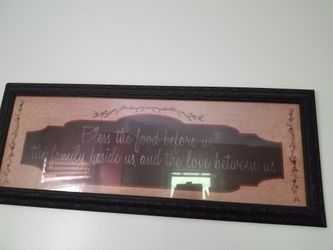 Bless the food before us,
the family beside us and the love between us